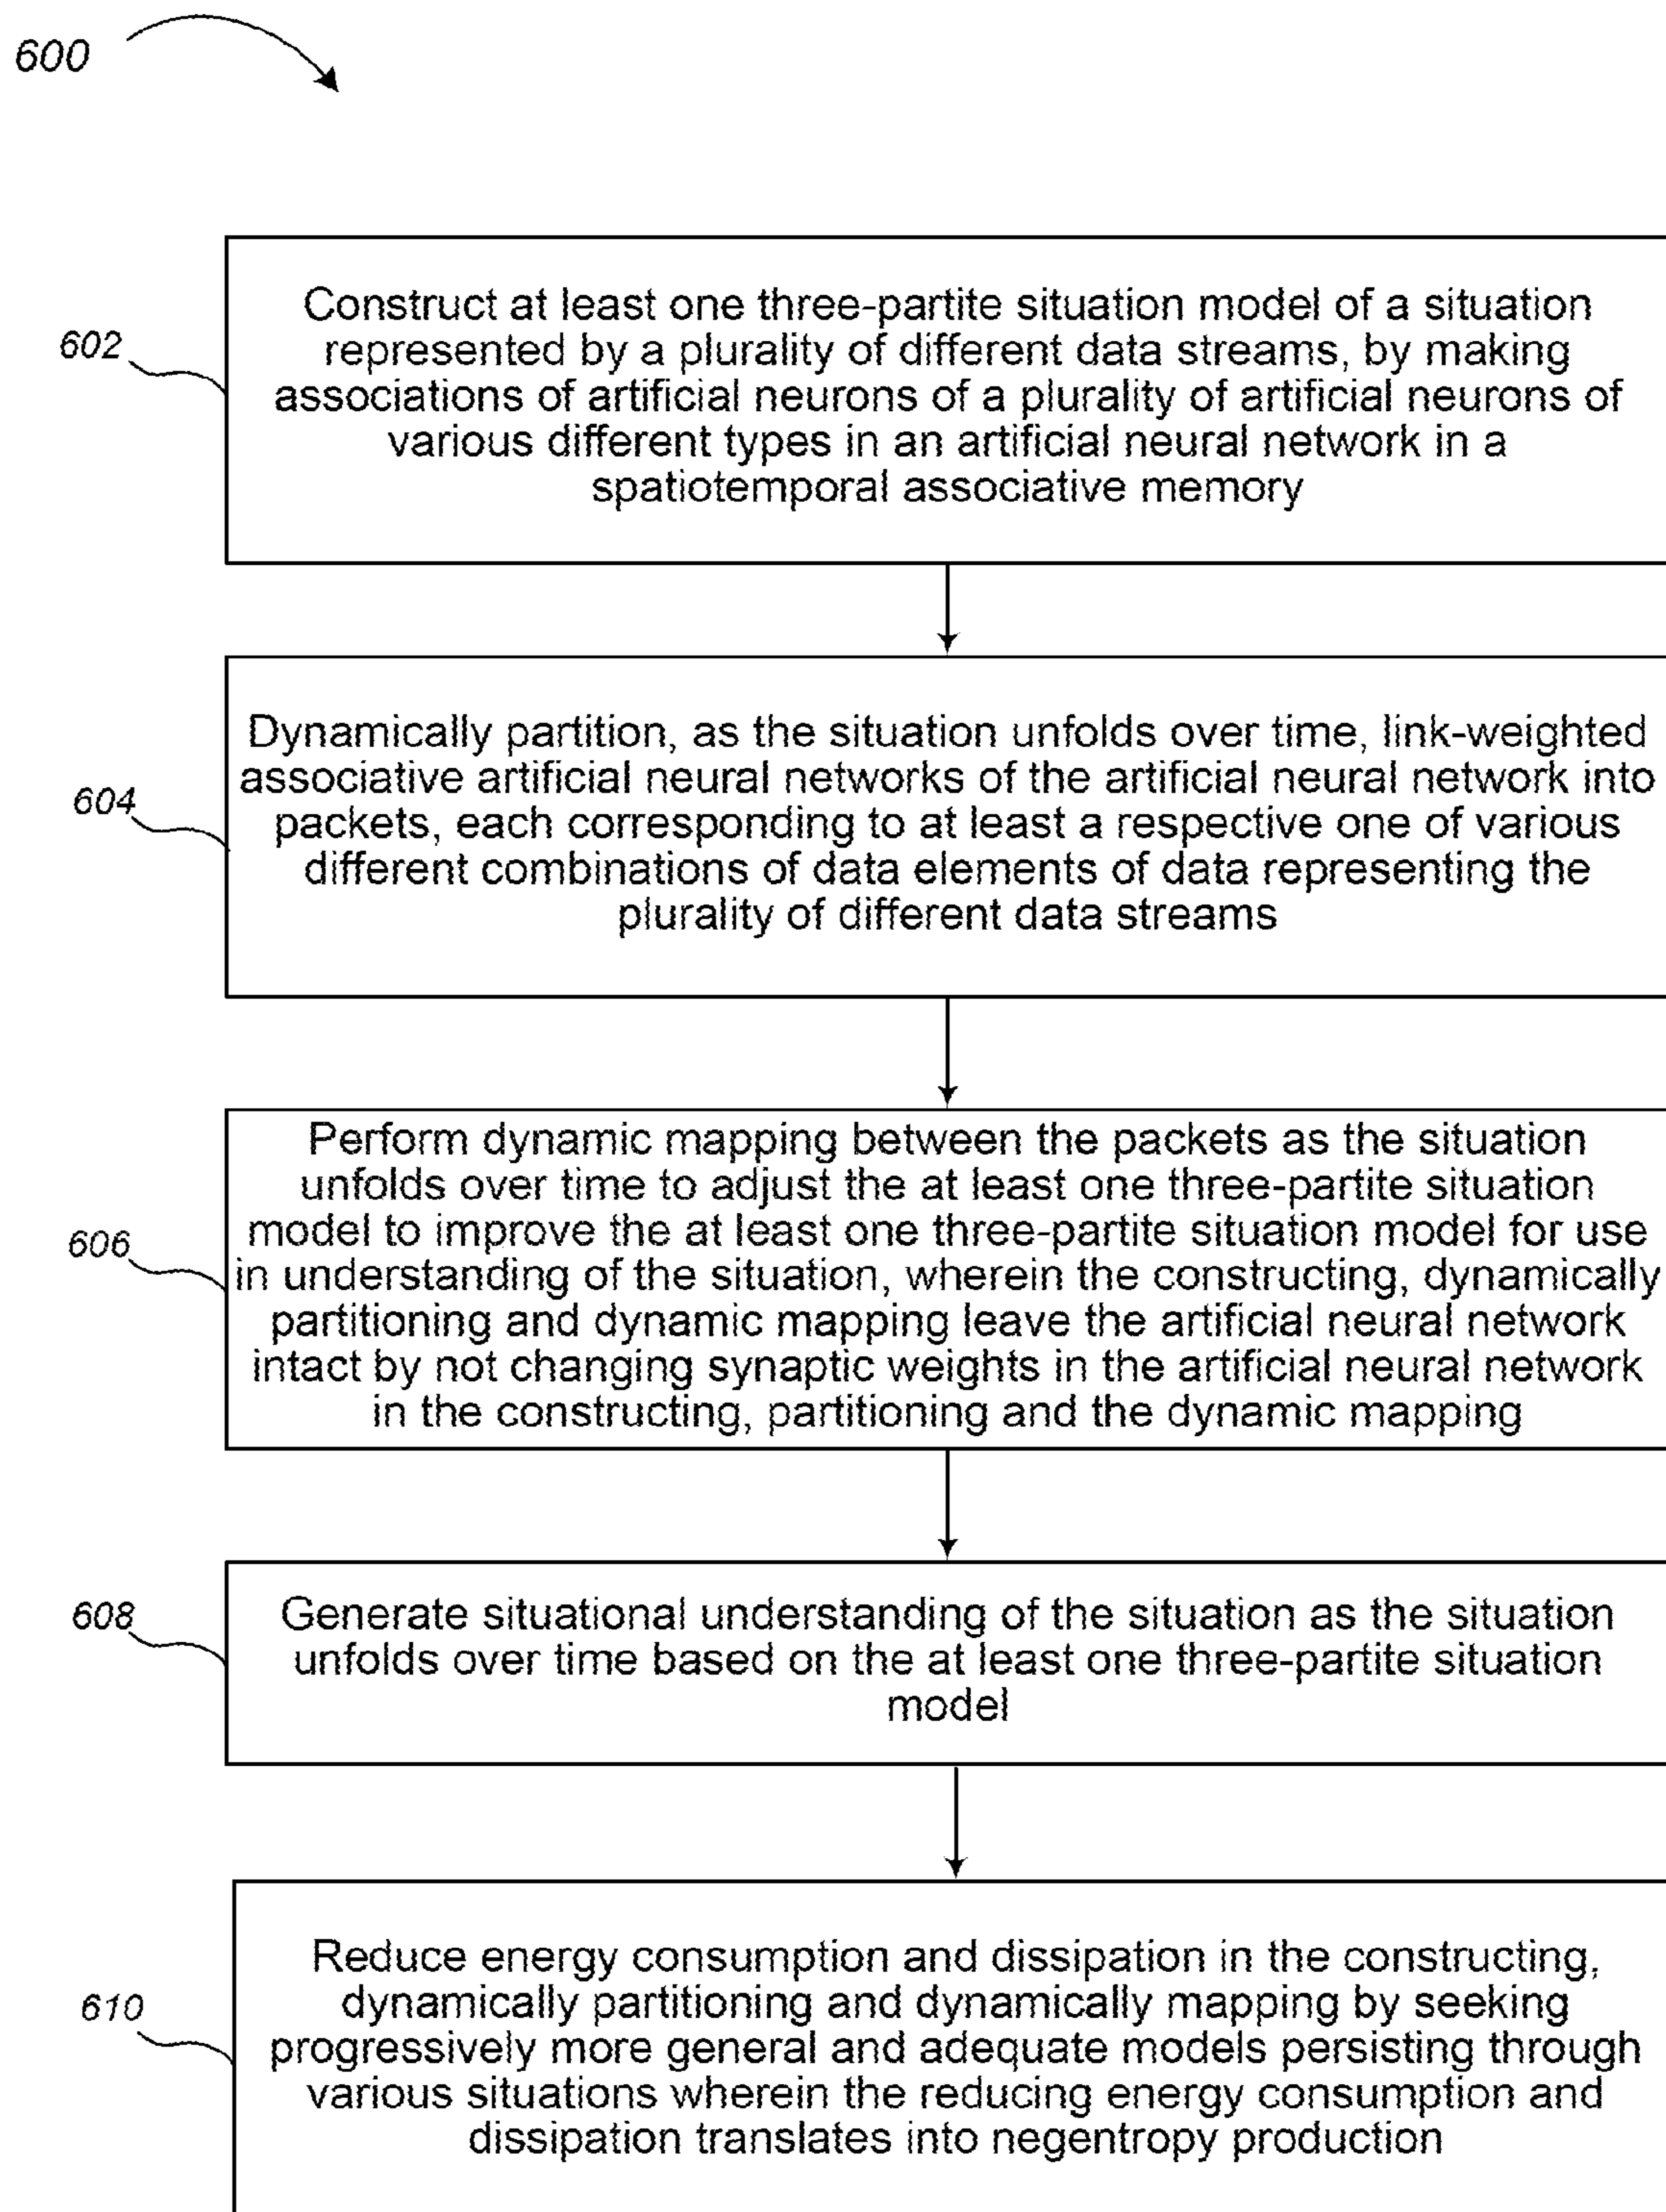 600
602
Construct at least one three-partite situation model of a situation
represented by a plurality of different data streams, by making
associations of artificial neurons of a plurality of artificial neurons of
various different types in an artificial neural network in a
spatiotemporal associative memory
604
Dynamically partition, as the situation unfolds over time, link-weighted
associative artificial neural networks of the artificial neural network into
packets, each corresponding to at least a respective one of various
different combinations of data elements of data representing the
plurality of different data streams
606
Perform dynamic mapping between the packets as the situation
unfolds over time to adjust the at least one three-partite situation
model to improve the at least one three-partite situation model for use
in understanding of the situation, wherein the constructing, dynamically
partitioning and dynamic mapping leave the artificial neural network
intact by not changing synaptic weights in the artificial neural network
in the constructing, partitioning and the dynamic mapping
608
Generate situational understanding of the situation as the situation
unfolds over time based on the at least one three-partite situation
model
610
Reduce energy consumption and dissipation in the constructing,
dynamically partitioning and dynamically mapping by seeking
progressively more general and adequate models persisting through
various situations wherein the reducing energy consumption and
dissipation translates into negentropy production